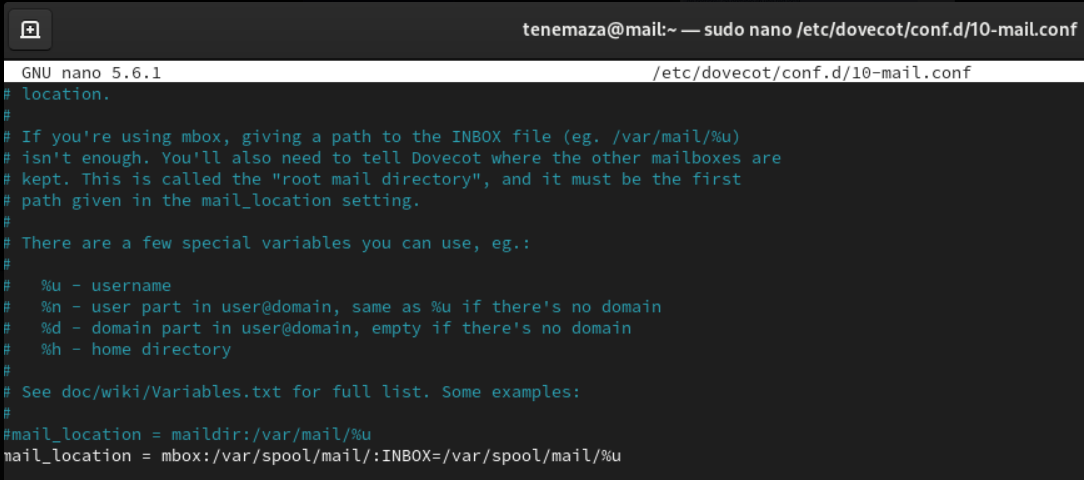 tenemaza@mail:~ — sudo nano /etc/dovecot/conf.d/10-mail.conf
GNU nano 5.6.1 /etc/dovecot/conf.d/10-mail.conf
# location.
#
# If you're using mbox, giving a path to the INBOX file (eg. /var/mail/%u)
# isn't enough. You'll also need to tell Dovecot where the other mailboxes are
# kept. This is called the "root mail directory", and it must be the first
# path given in the mail_location setting.
#
# There are a few special variables you can use, eg.:
#
#   %u - username
#   %n - user part in user@domain, same as %u if there's no domain
#   %d - domain part in user@domain, empty if there's no domain
#   %h - home directory
#
# See doc/wiki/Variables.txt for full list. Some examples:
#
#mail_location = maildir:/var/mail/%u
mail_location = mbox:/var/spool/mail/:INBOX=/var/spool/mail/%u